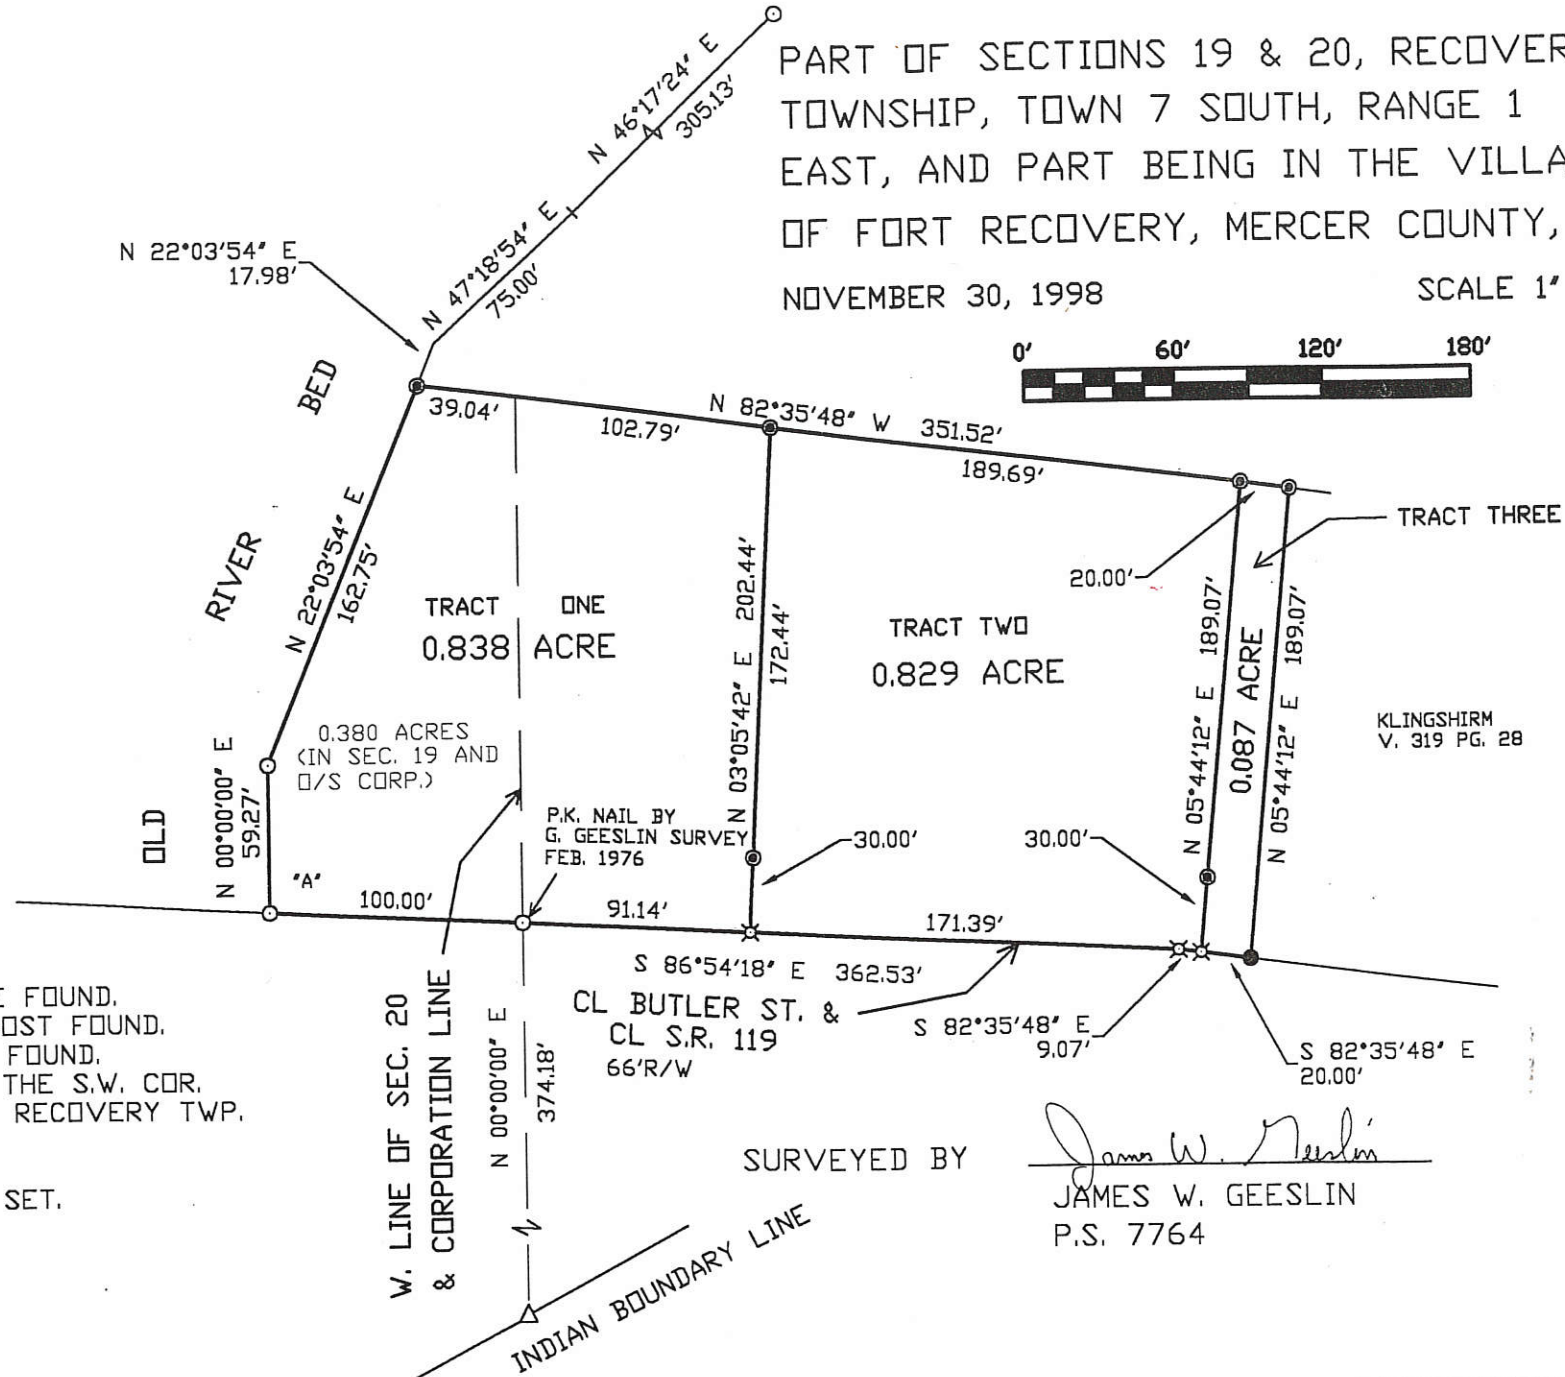 PART OF SECTIONS 19 & 20, RECOVER
TOWNSHIP, TOWN 7 SOUTH, RANGE 1
EAST, AND PART BEING IN THE VILLA
OF FORT RECOVERY, MERCER COUNTY,
NOVEMBER 30, 1998
SCALE 1"
0' 60' 120' 180'
N 46°17'24" E
305.13'
N 47°18'54" E
75.00'
N 22°03'54" E
17.98'
OLD RIVER BED
39.04'
102.79'
N 82°35'48" W 351.52'
189.69'
20.00'
TRACT THREE
N 22°03'54" E
162.75'
TRACT ONE
0.838 ACRE
0.380 ACRES
(IN SEC. 19 AND
O/S CORP.)
N 03°05'42" E 202.44'
172.44'
TRACT TWO
0.829 ACRE
N 05°44'12" E 189.07'
0.087 ACRE
N 05°44'12" E 189.07'
KLINGSHIRM
V. 319 PG. 28
N 00°00'00" E
59.27'
"A"
P.K. NAIL BY
G. GEESLIN SURVEY
FEB. 1976
30.00'
30.00'
100.00'
91.14'
171.39'
S 86°54'18" E 362.53'
CL BUTLER ST. &
CL S.R. 119
66'R/W
S 82°35'48" E
9.07'
S 82°35'48" E
20.00'
W. LINE OF SEC. 20
& CORPORATION LINE
N 00°00'00" E
374.18'
FOUND.
OST FOUND.
FOUND.
THE S.W. COR.
RECOVERY TWP.
SET.
INDIAN BOUNDARY LINE
SURVEYED BY
James W. Geeslin
JAMES W. GEESLIN
P.S. 7764